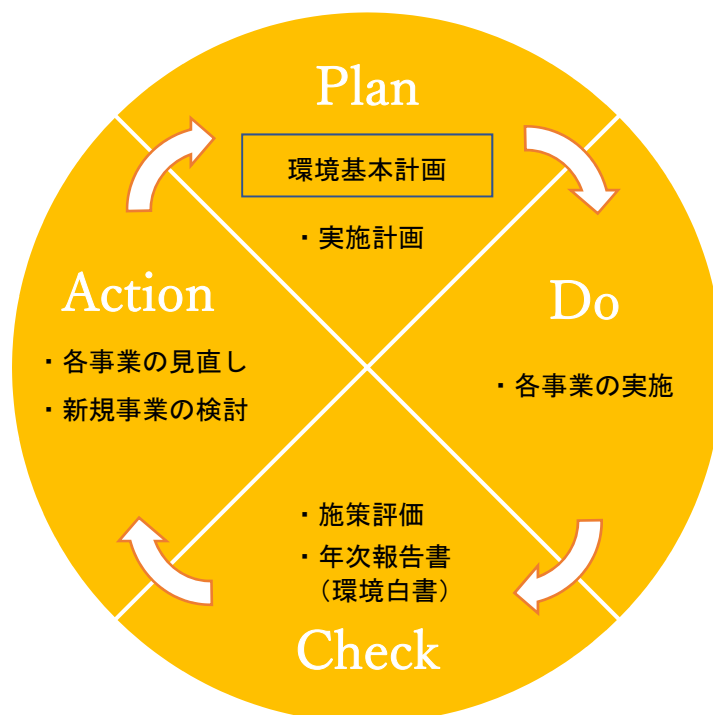 Plan
環境基本計画
・実施計画
Do
・各事業の実施
・施策評価
・年次報告書
（環境白書）
Check
Action
・各事業の見直し
・新規事業の検討